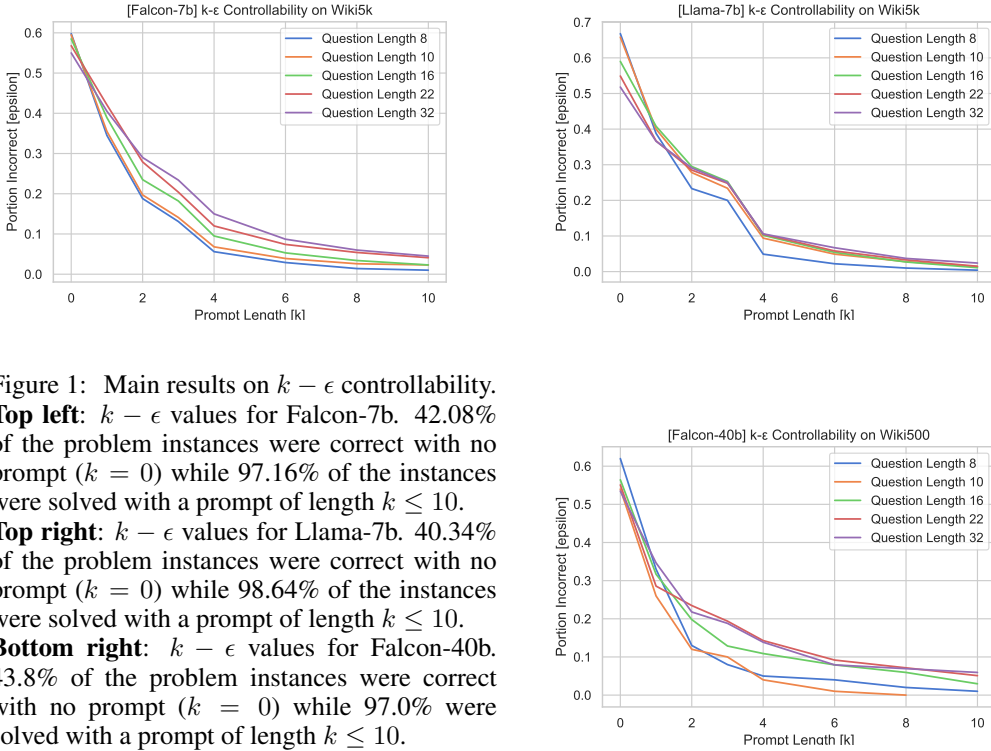 [Falcon-7b] k-ε Controllability on Wiki5k
Portion Incorrect [epsilon]
0.6
0.5
0.4
0.3
0.2
0.1
0.0
0 2 4 6 8 10
Prompt Length [k]
Question Length 8
Question Length 10
Question Length 16
Question Length 22
Question Length 32
[Llama-7b] k-ε Controllability on Wiki5k
Portion Incorrect [epsilon]
0.7
0.6
0.5
0.4
0.3
0.2
0.1
0.0
0 2 4 6 8 10
Prompt Length [k]
Question Length 8
Question Length 10
Question Length 16
Question Length 22
Question Length 32
Figure 1: Main results on k − ϵ controllability.
Top left: k − ϵ values for Falcon-7b. 42.08%
of the problem instances were correct with no
prompt (k = 0) while 97.16% of the instances
were solved with a prompt of length k ≤ 10.
Top right: k − ϵ values for Llama-7b. 40.34%
of the problem instances were correct with no
prompt (k = 0) while 98.64% of the instances
were solved with a prompt of length k ≤ 10.
Bottom right: k − ϵ values for Falcon-40b.
43.8% of the problem instances were correct
with no prompt (k = 0) while 97.0% were
solved with a prompt of length k ≤ 10.
[Falcon-40b] k-ε Controllability on Wiki500
Portion Incorrect [epsilon]
0.6
0.5
0.4
0.3
0.2
0.1
0.0
0 2 4 6 8 10
Prompt Length [k]
Question Length 8
Question Length 10
Question Length 16
Question Length 22
Question Length 32